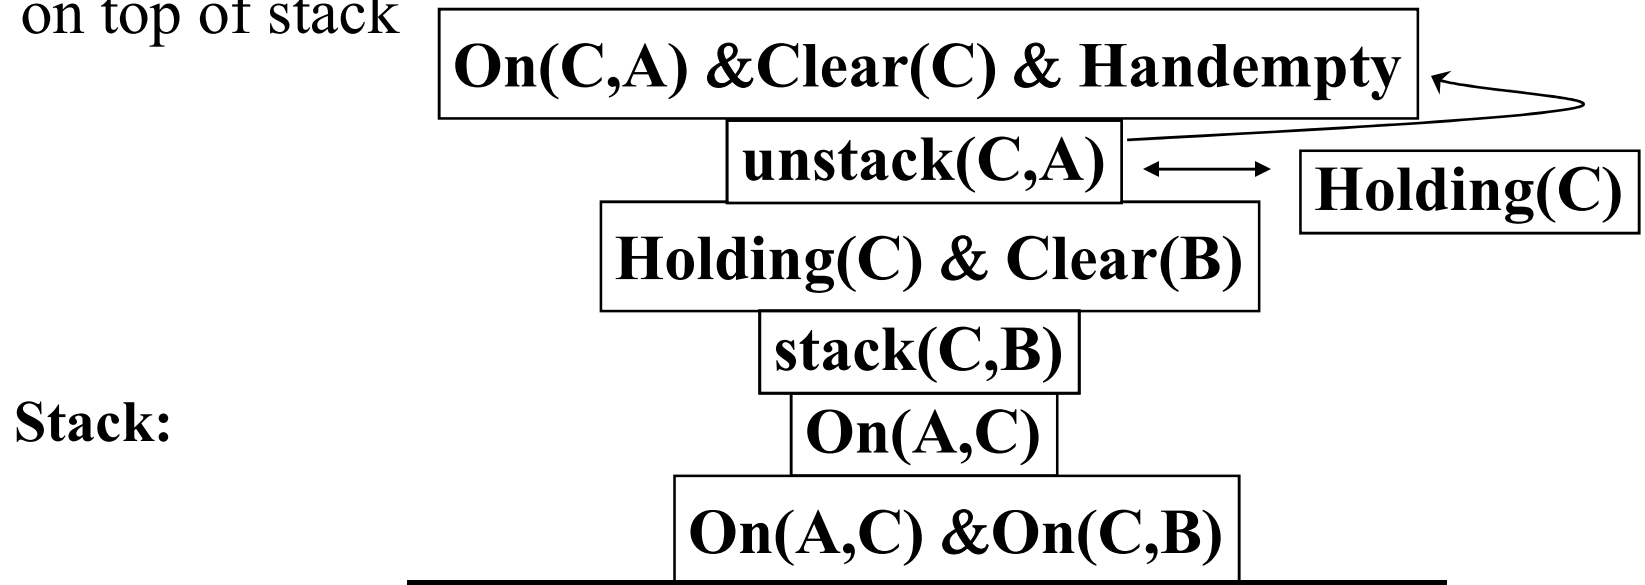 on top of stack
On(C,A) &Clear(C) & Handempty
unstack(C,A)
Holding(C)
Holding(C) & Clear(B)
stack(C,B)
Stack:
On(A,C)
On(A,C) &On(C,B)